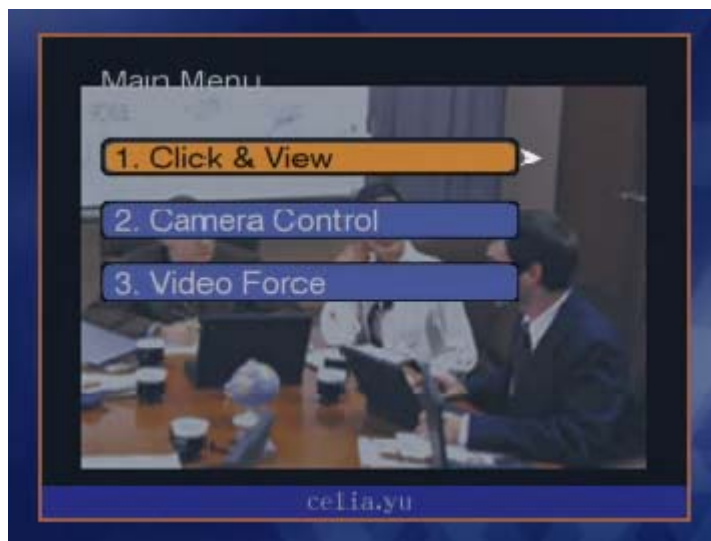 Main Menu
1. Click & View
2. Camera Control
3. Video Force
celia.yu